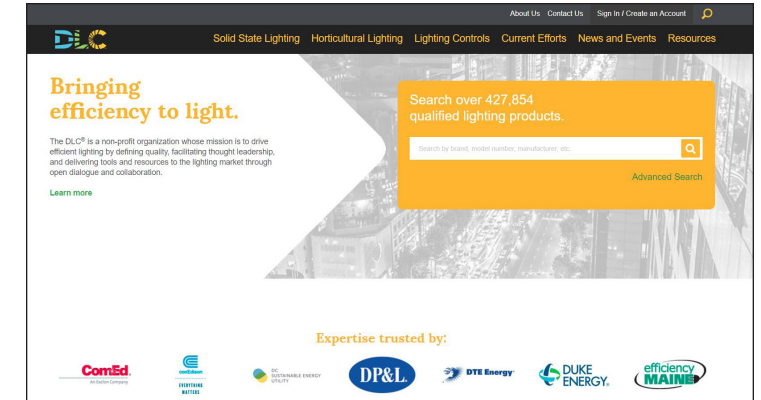 About Us Contact Us Sign In / Create an Account
DLC
Solid State Lighting Horticultural Lighting Lighting Controls Current Efforts News and Events Resources
Bringing
efficiency to light.
The DLC® is a non-profit organization whose mission is to drive
efficient lighting by defining quality, facilitating thought leadership,
and delivering tools and resources to the lighting market through
open dialogue and collaboration.
Learn more
Search over 427,854
qualified lighting products.
Search by brand, model number, manufacturer, etc.
Advanced Search
Expertise trusted by:
ComEd.
An Exelon Company
conEdison
EVERYTHING
MATTERS
DC
SUSTAINABLE ENERGY
UTILITY
DP&L.
DTE Energy
DUKE
ENERGY.
efficiency
MAINE